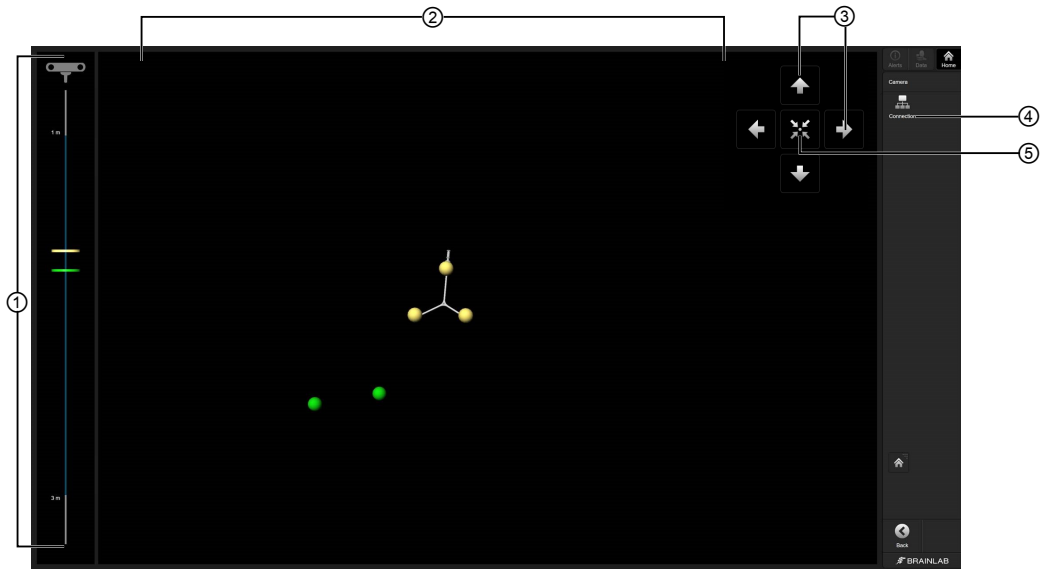 ②
③
①
1 m
3 m
Alerts
Data
Home
Camera
Connection
④
⑤
Back
BRAINLAB